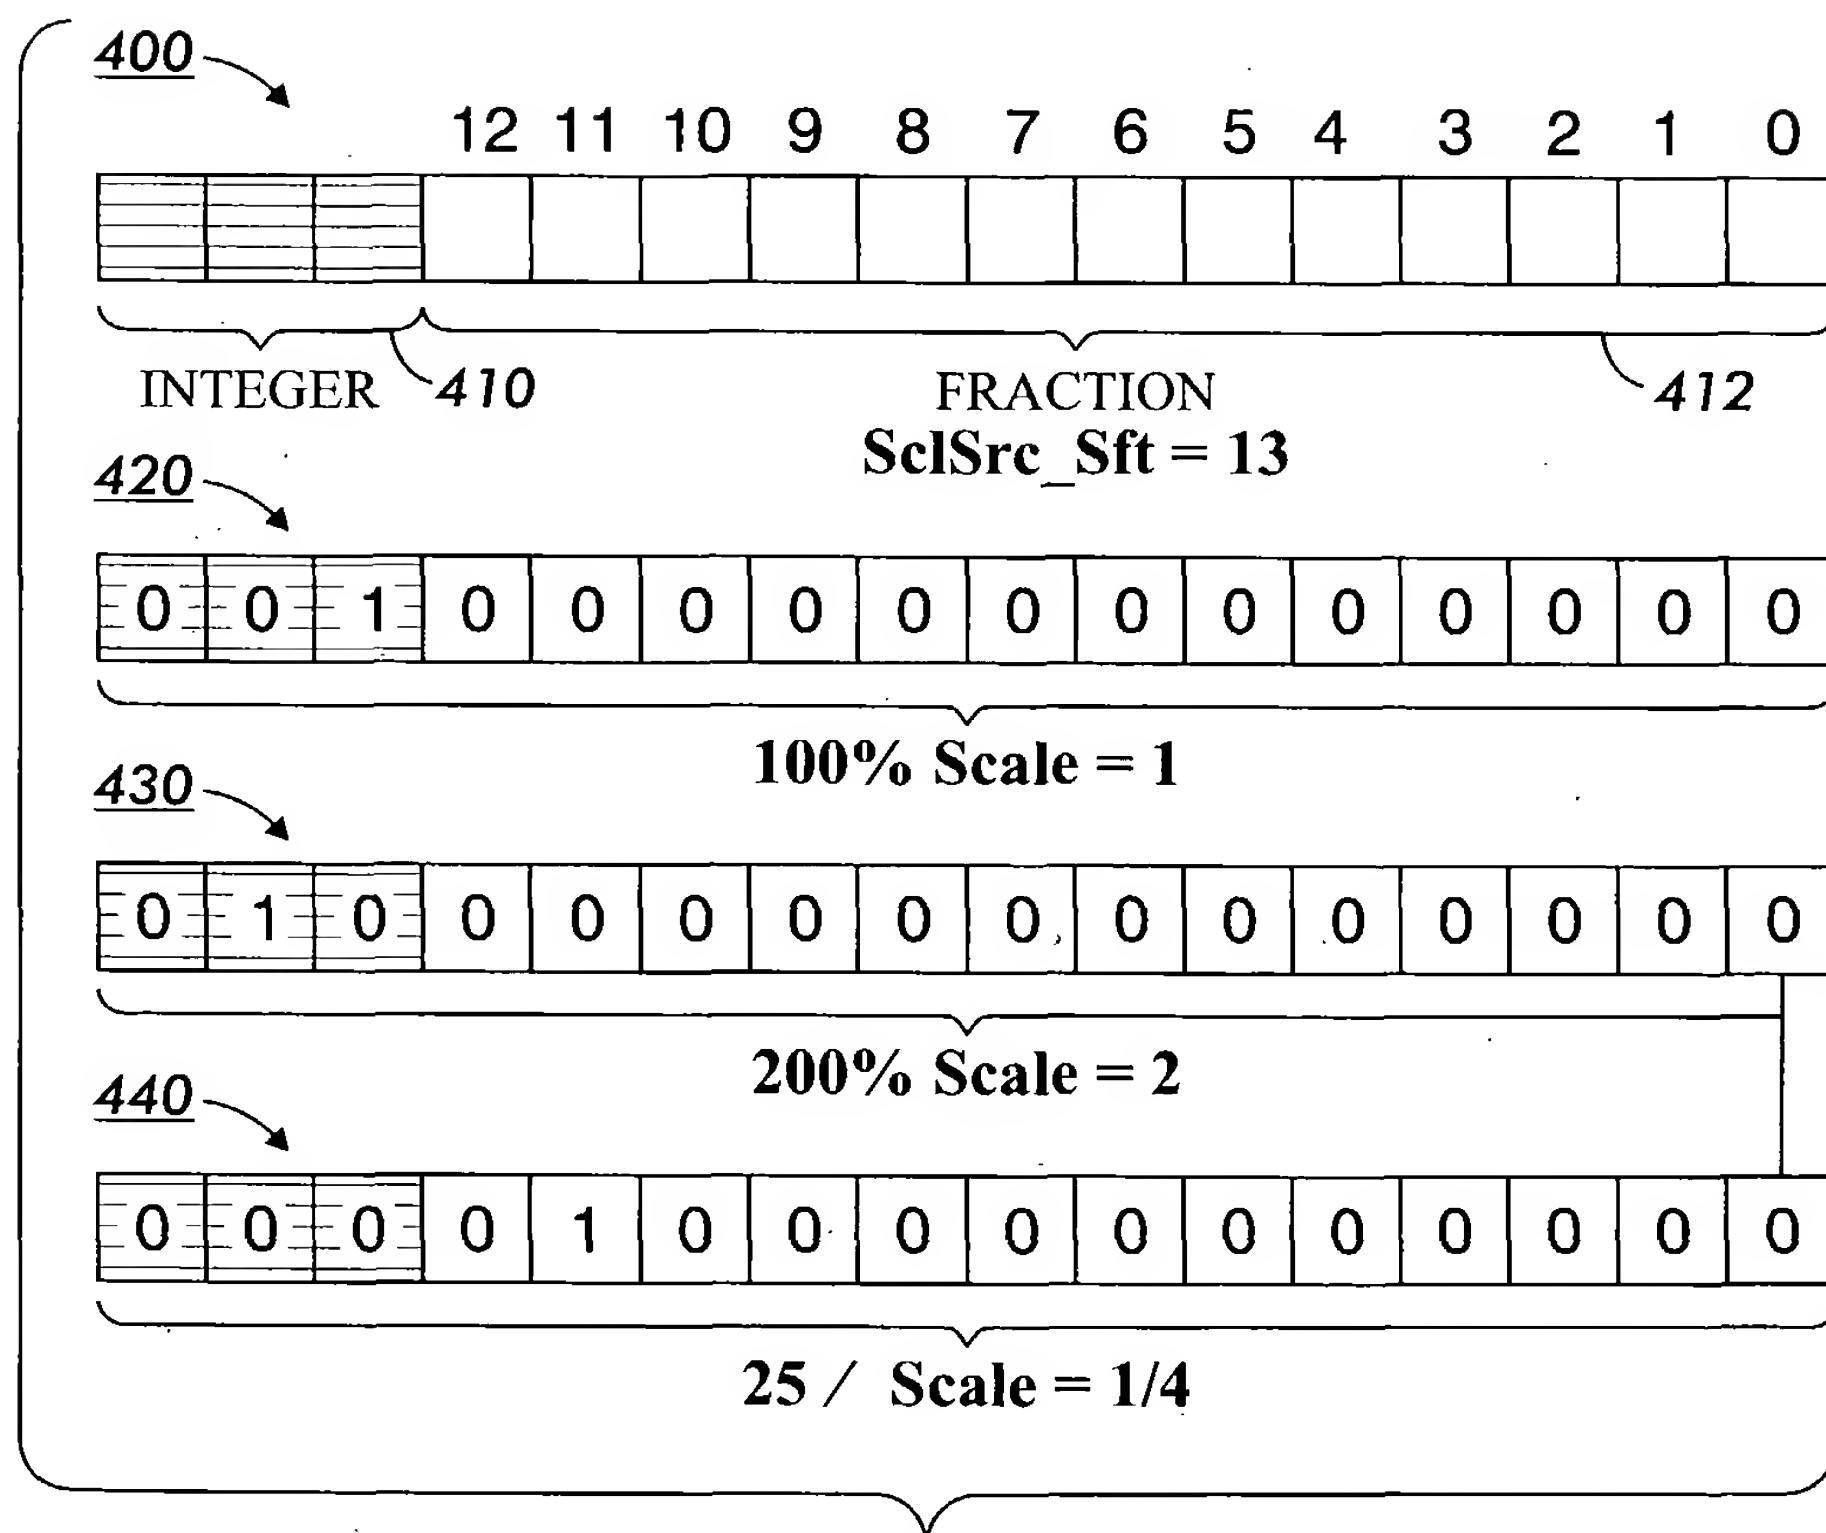 400
12 11 10 9 8 7 6 5 4 3 2 1 0
INTEGER 410 FRACTION 412
SclSrc_Sft = 13
420
0 0 1 0 0 0 0 0 0 0 0 0 0 0 0 0
100% Scale = 1
430
0 1 0 0 0 0 0 0 0 0 0 0 0 0 0 0
200% Scale = 2
440
0 0 0 0 1 0 0 0 0 0 0 0 0 0 0 0
25 / Scale = 1/4